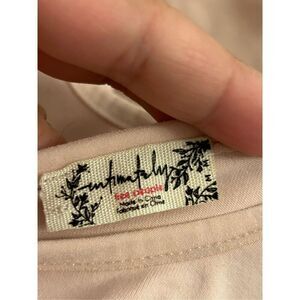 intimately
free people
Made in China
Fabriqué en Chine